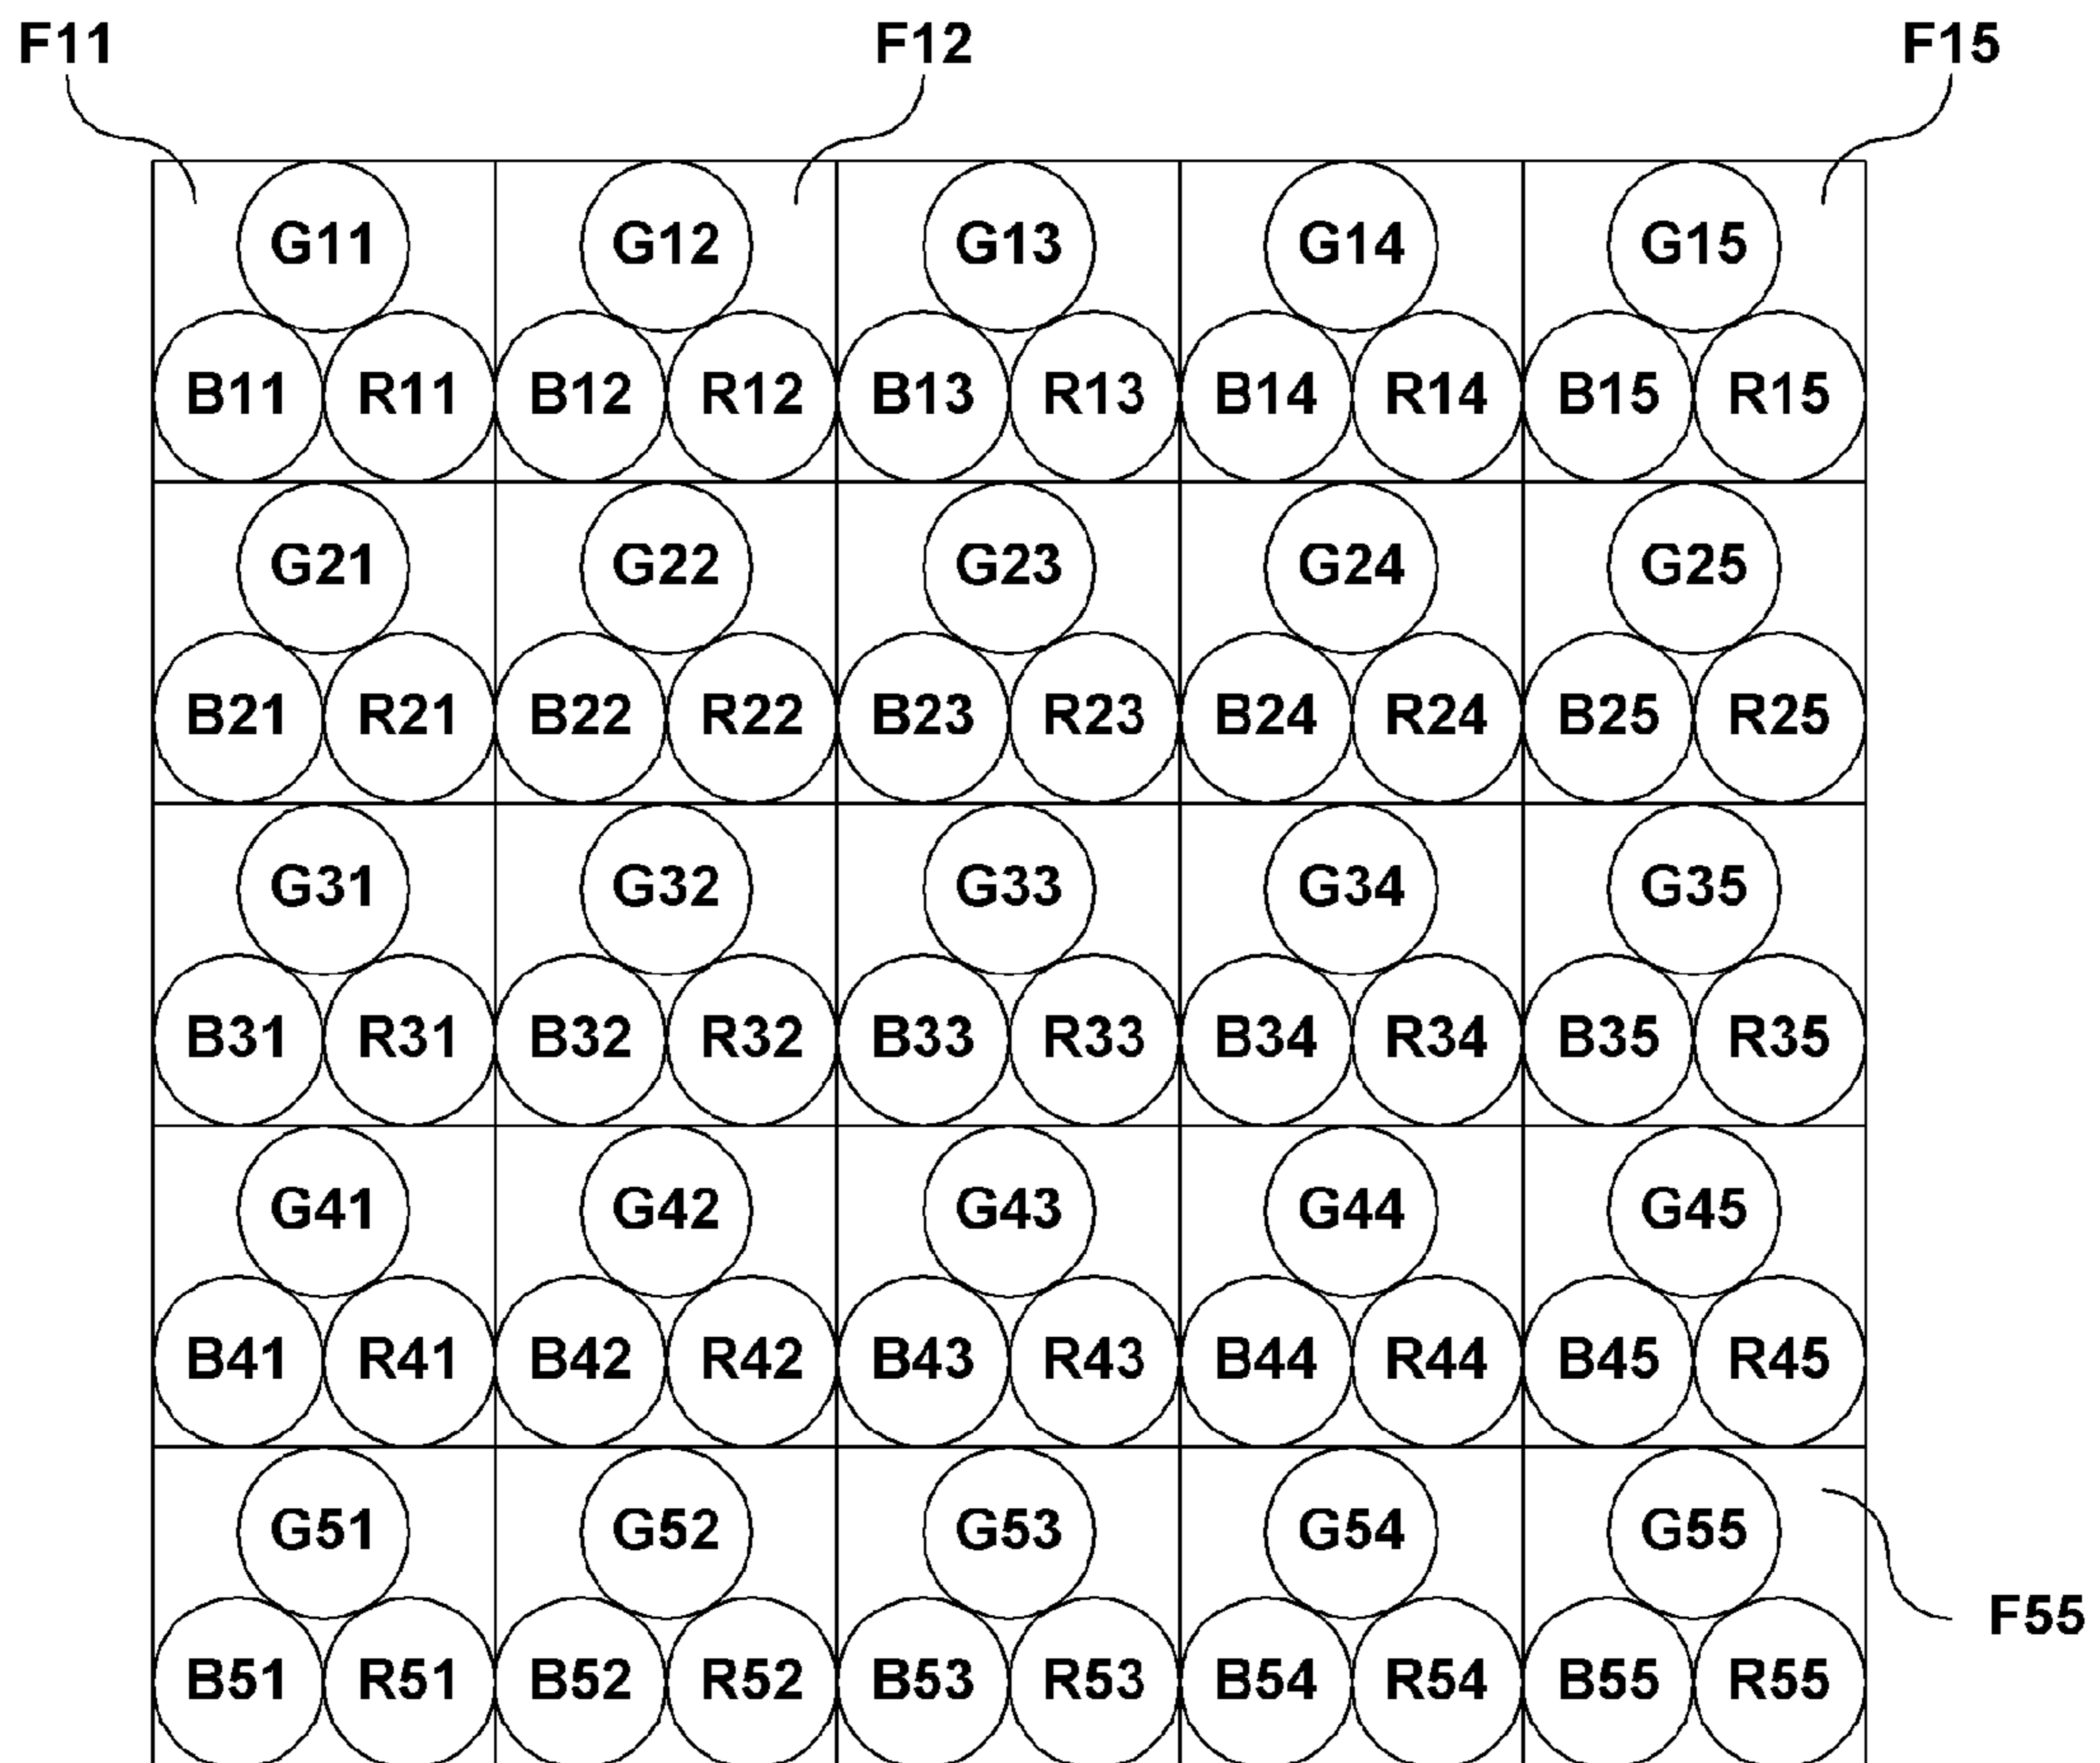 F11 F12 F15
G11 G12 G13 G14 G15
B11 R11 B12 R12 B13 R13 B14 R14 B15 R15
G21 G22 G23 G24 G25
B21 R21 B22 R22 B23 R23 B24 R24 B25 R25
G31 G32 G33 G34 G35
B31 R31 B32 R32 B33 R33 B34 R34 B35 R35
G41 G42 G43 G44 G45
B41 R41 B42 R42 B43 R43 B44 R44 B45 R45
G51 G52 G53 G54 G55
F55
B51 R51 B52 R52 B53 R53 B54 R54 B55 R55